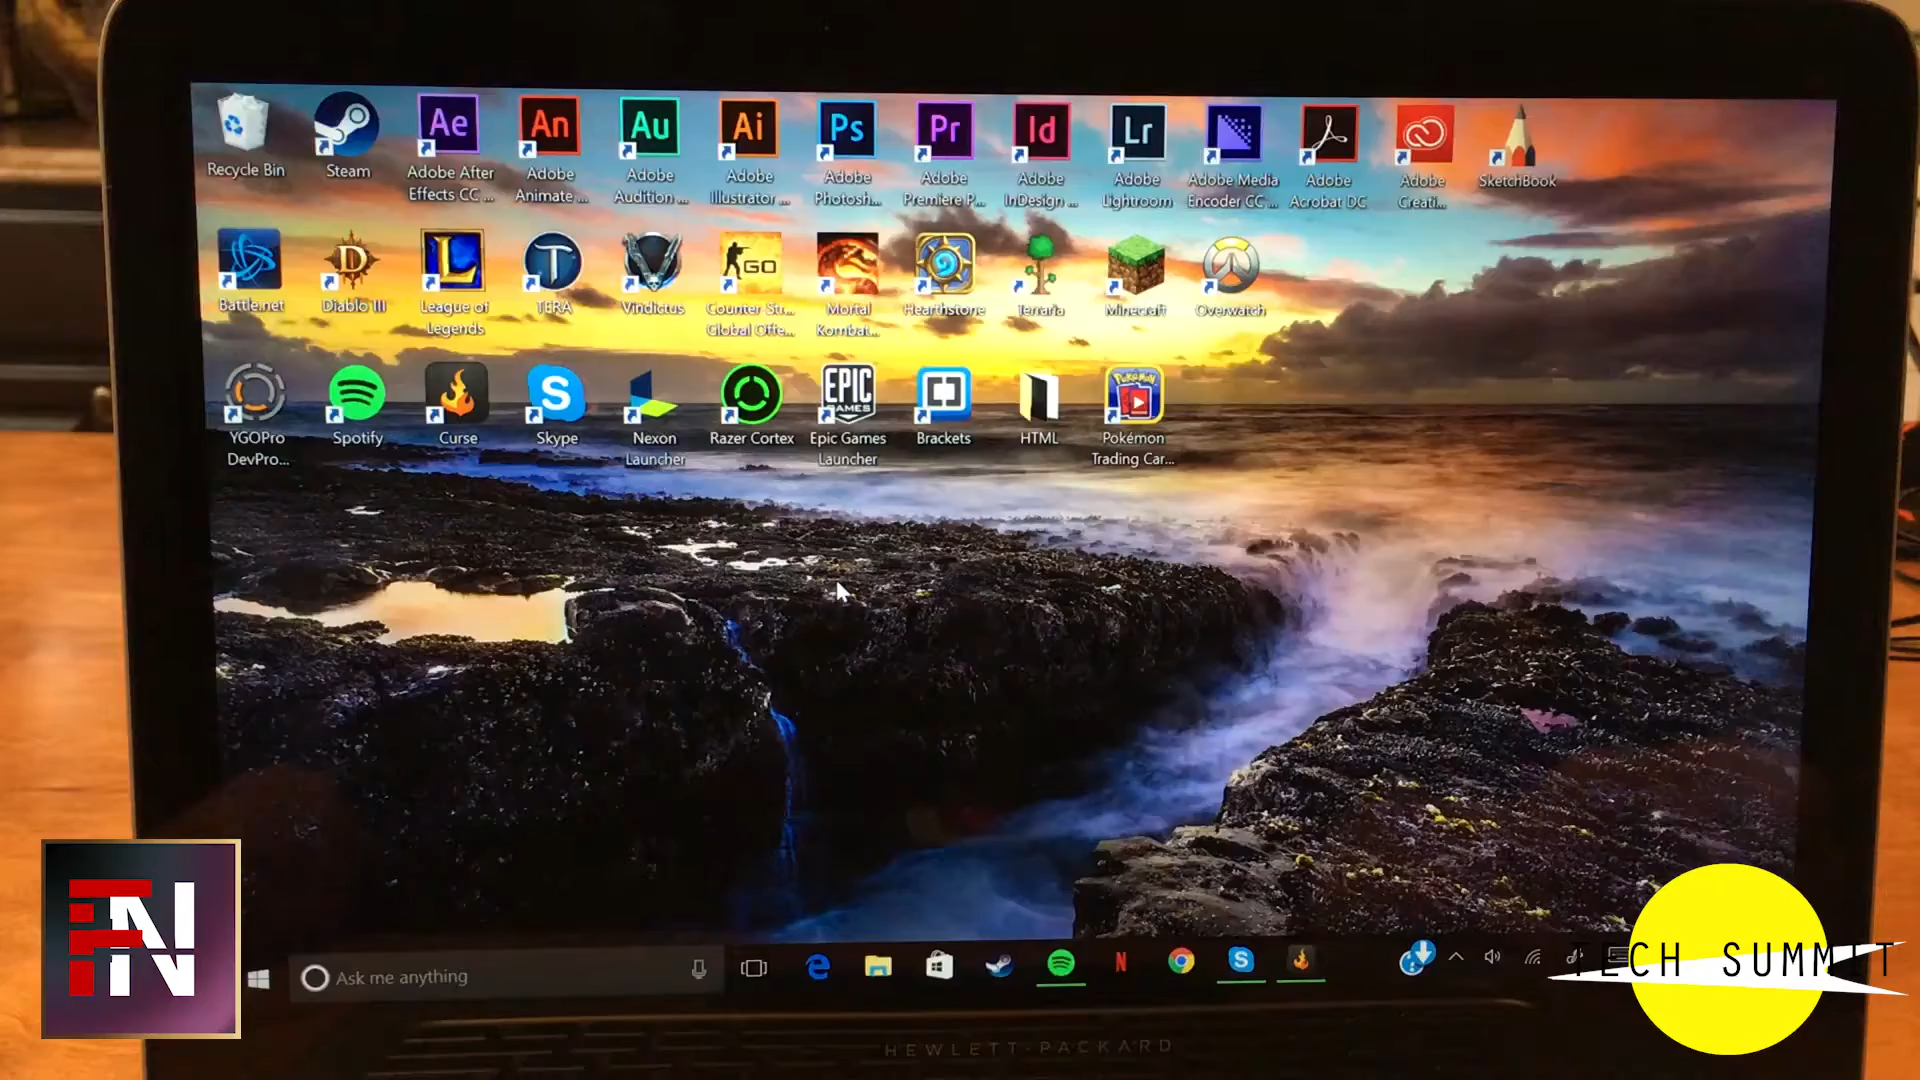 Ae
An
Au
Ai
Ps
Pr
Id
Lr
Recycle Bin
Steam
Adobe After
Effects CC ...
Adobe
Animate ...
Adobe
Audition ...
Adobe
Illustrator ...
Adobe
Photosh...
Adobe
Premiere P...
Adobe
InDesign ...
Adobe
Lightroom
Adobe Media
Encoder CC ...
Adobe
Acrobat DC
Adobe
Creati...
SketchBook
D
L
T
GO
Battle.net
Diablo III
League of
Legends
TERA
Vindictus
Counter Str...
Global Offe...
Mortal
Kombat...
Hearthstone
Terraria
Minecraft
Overwatch
S
EPIC
GAMES
Pokémon
YGOPro
DevPro...
Spotify
Curse
Skype
Nexon
Launcher
Razer Cortex
Epic Games
Launcher
Brackets
HTML
Pokémon
Trading Car...
FN
N
Ask me anything
e
N
S
TECH SUMMIT
HEWLETT-PACKARD